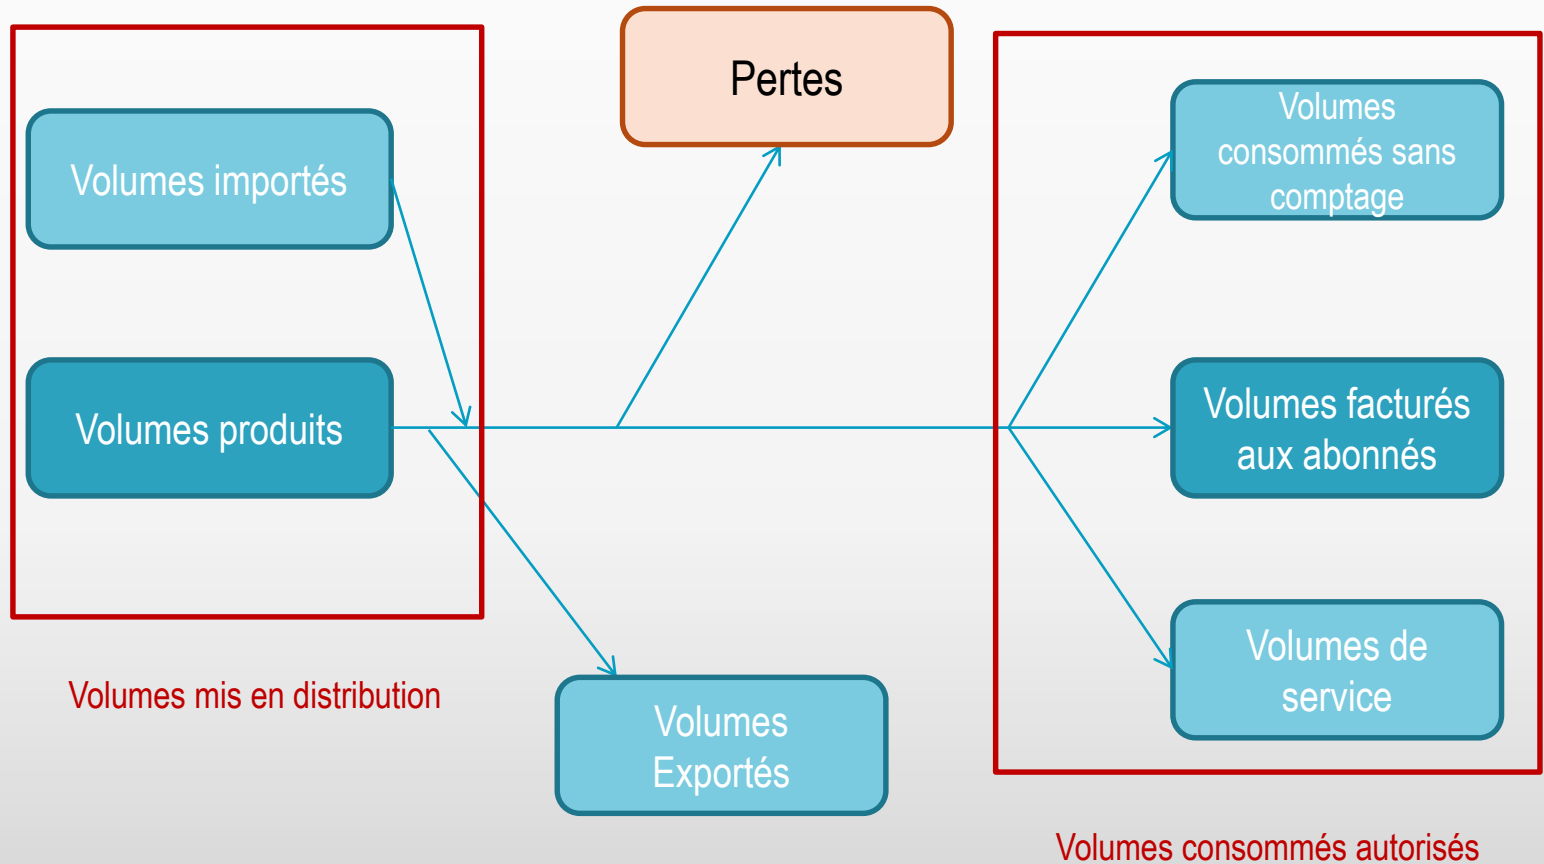 Pertes
Volumes importés
Volumes produits
Volumes mis en distribution
Volumes
Exportés
Volumes
consommés sans
comptage
Volumes facturés
aux abonnés
Volumes de
service
Volumes consommés autorisés